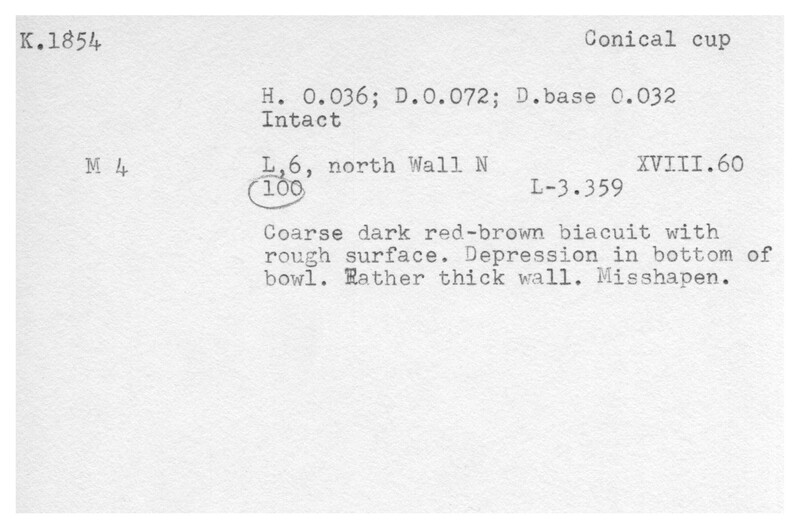 K.1854 Conical cup
H. 0.036; D.0.072; D.base 0.032
Intact
M 4 L,6, north Wall N XVIII.60
100 L-3.359
Coarse dark red-brown biacuit with
rough surface. Depression in bottom of
bowl. Rather thick wall. Misshapen.